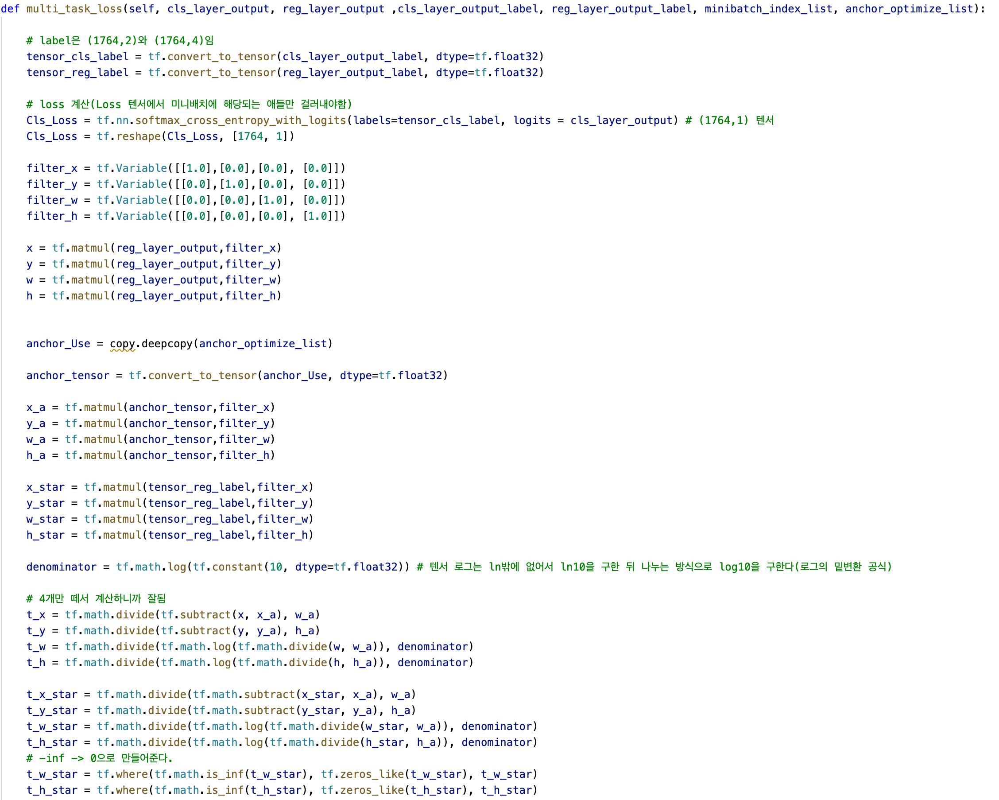 def multi_task_loss(self, cls_layer_output, reg_layer_output ,cls_layer_output_label, reg_layer_output_label, minibatch_index_list, anchor_optimize_list):
# label은 (1764,2)와 (1764,4)임
tensor_cls_label = tf.convert_to_tensor(cls_layer_output_label, dtype=tf.float32)
tensor_reg_label = tf.convert_to_tensor(reg_layer_output_label, dtype=tf.float32)
# loss 계산(Loss 텐서에서 미니배치에 해당되는 애들만 걸러내야함)
Cls_Loss = tf.nn.softmax_cross_entropy_with_logits(labels=tensor_cls_label, logits = cls_layer_output) # (1764,1) 텐서
Cls_Loss = tf.reshape(Cls_Loss, [1764, 1])
filter_x = tf.Variable([[1.0],[0.0],[0.0], [0.0]])
filter_y = tf.Variable([[0.0],[1.0],[0.0], [0.0]])
filter_w = tf.Variable([[0.0],[0.0],[1.0], [0.0]])
filter_h = tf.Variable([[0.0],[0.0],[0.0], [1.0]])
x = tf.matmul(reg_layer_output,filter_x)
y = tf.matmul(reg_layer_output,filter_y)
w = tf.matmul(reg_layer_output,filter_w)
h = tf.matmul(reg_layer_output,filter_h)
anchor_Use = copy.deepcopy(anchor_optimize_list)
anchor_tensor = tf.convert_to_tensor(anchor_Use, dtype=tf.float32)
x_a = tf.matmul(anchor_tensor,filter_x)
y_a = tf.matmul(anchor_tensor,filter_y)
w_a = tf.matmul(anchor_tensor,filter_w)
h_a = tf.matmul(anchor_tensor,filter_h)
x_star = tf.matmul(tensor_reg_label,filter_x)
y_star = tf.matmul(tensor_reg_label,filter_y)
w_star = tf.matmul(tensor_reg_label,filter_w)
h_star = tf.matmul(tensor_reg_label,filter_h)
denominator = tf.math.log(tf.constant(10, dtype=tf.float32)) # 텐서 로그는 ln밖에 없어서 ln10을 구한 뒤 나누는 방식으로 log10을 구한다(로그의 밑변환 공식)
# 4개만 떼서 계산하니까 잘됨
t_x = tf.math.divide(tf.subtract(x, x_a), w_a)
t_y = tf.math.divide(tf.subtract(y, y_a), h_a)
t_w = tf.math.divide(tf.math.log(tf.math.divide(w, w_a)), denominator)
t_h = tf.math.divide(tf.math.log(tf.math.divide(h, h_a)), denominator)
t_x_star = tf.math.divide(tf.math.subtract(x_star, x_a), w_a)
t_y_star = tf.math.divide(tf.math.subtract(y_star, y_a), h_a)
t_w_star = tf.math.divide(tf.math.log(tf.math.divide(w_star, w_a)), denominator)
t_h_star = tf.math.divide(tf.math.log(tf.math.divide(h_star, h_a)), denominator)
# -inf -> 0으로 만들어준다.
t_w_star = tf.where(tf.math.is_inf(t_w_star), tf.zeros_like(t_w_star), t_w_star)
t_h_star = tf.where(tf.math.is_inf(t_h_star), tf.zeros_like(t_h_star), t_h_star)